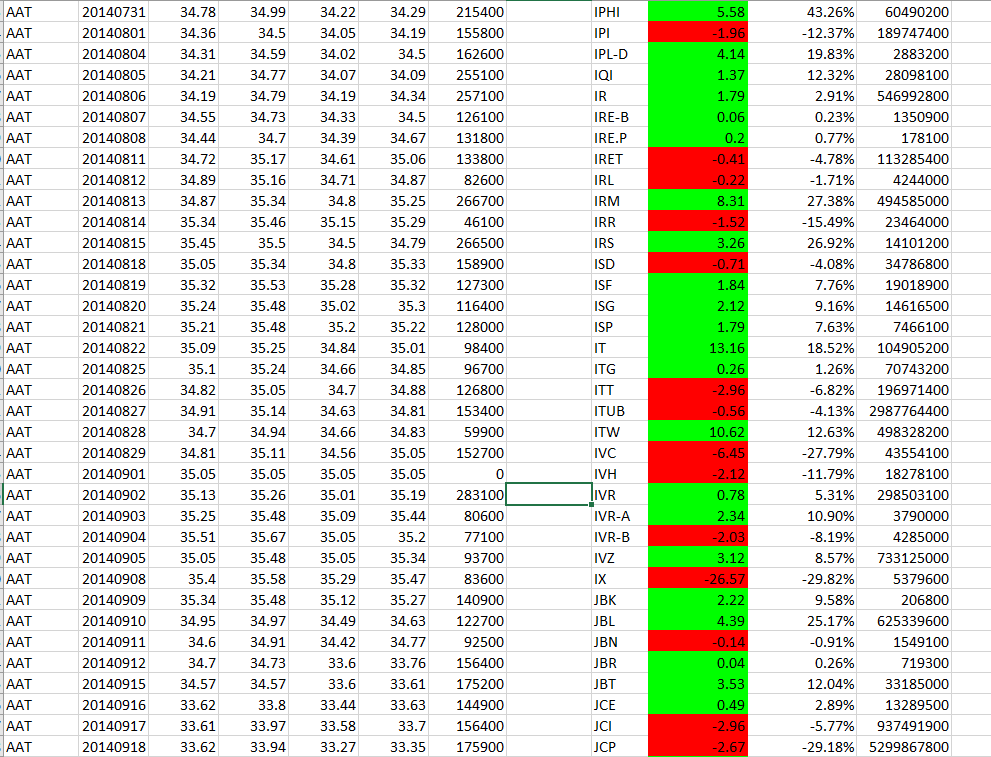 AAT 20140731 34.78 34.99 34.22 34.29 215400 IPHI 5.58 43.26% 60490200
AAT 20140801 34.36 34.5 34.05 34.19 155800 IPI -1.96 -12.37% 189747400
AAT 20140804 34.31 34.59 34.02 34.5 162600 IPL-D 4.14 19.83% 2883200
AAT 20140805 34.21 34.77 34.07 34.09 255100 IQI 1.37 12.32% 28098100
AAT 20140806 34.19 34.79 34.19 34.34 257100 IR 1.79 2.91% 546992800
AAT 20140807 34.55 34.73 34.33 34.5 126100 IRE-B 0.06 0.23% 1350900
AAT 20140808 34.44 34.7 34.39 34.67 131800 IRE.P 0.2 0.77% 178100
AAT 20140811 34.72 35.17 34.61 35.06 133800 IRET -0.41 -4.78% 113285400
AAT 20140812 34.89 35.16 34.71 34.87 82600 IRL -0.22 -1.71% 4244000
AAT 20140813 34.87 35.34 34.8 35.25 266700 IRM 8.31 27.38% 494585000
AAT 20140814 35.34 35.46 35.15 35.29 46100 IRR -1.52 -15.49% 23464000
AAT 20140815 35.45 35.5 34.5 34.79 266500 IRS 3.26 26.92% 14101200
AAT 20140818 35.05 35.34 34.8 35.33 158900 ISD -0.71 -4.08% 34786800
AAT 20140819 35.32 35.53 35.28 35.32 127300 ISF 1.84 7.76% 19018900
AAT 20140820 35.24 35.48 35.02 35.3 116400 ISG 2.12 9.16% 14616500
AAT 20140821 35.21 35.48 35.2 35.22 128000 ISP 1.79 7.63% 7466100
AAT 20140822 35.09 35.25 34.84 35.01 98400 IT 13.16 18.52% 104905200
AAT 20140825 35.1 35.24 34.66 34.85 96700 ITG 0.26 1.26% 70743200
AAT 20140826 34.82 35.05 34.7 34.88 126800 ITT -2.96 -6.82% 196971400
AAT 20140827 34.91 35.14 34.63 34.81 153400 ITUB -0.56 -4.13% 2987764400
AAT 20140828 34.7 34.94 34.66 34.83 59900 ITW 10.62 12.63% 498328200
AAT 20140829 34.81 35.11 34.56 35.05 152700 IVC -6.45 -27.79% 43554100
AAT 20140901 35.05 35.05 35.05 35.05 0 IVH -2.12 -11.79% 18278100
AAT 20140902 35.13 35.26 35.01 35.19 283100 IVR 0.78 5.31% 298503100
AAT 20140903 35.25 35.48 35.09 35.44 80600 IVR-A 2.34 10.90% 3790000
AAT 20140904 35.51 35.67 35.05 35.2 77100 IVR-B -2.03 -8.19% 4285000
AAT 20140905 35.05 35.48 35.05 35.34 93700 IVZ 3.12 8.57% 733125000
AAT 20140908 35.4 35.58 35.29 35.47 83600 IX -26.57 -29.82% 5379600
AAT 20140909 35.34 35.48 35.12 35.27 140900 JBK 2.22 9.58% 206800
AAT 20140910 34.95 34.97 34.49 34.63 122700 JBL 4.39 25.17% 625339600
AAT 20140911 34.6 34.91 34.42 34.77 92500 JBN -0.14 -0.91% 1549100
AAT 20140912 34.7 34.73 33.6 33.76 156400 JBR 0.04 0.26% 719300
AAT 20140915 34.57 34.57 33.6 33.61 175200 JBT 3.53 12.04% 33185000
AAT 20140916 33.62 33.8 33.44 33.63 144900 JCE 0.49 2.89% 13289500
AAT 20140917 33.61 33.97 33.58 33.7 156400 JCI -2.96 -5.77% 937491900
AAT 20140918 33.62 33.94 33.27 33.35 175900 JCP -2.67 -29.18% 5299867800